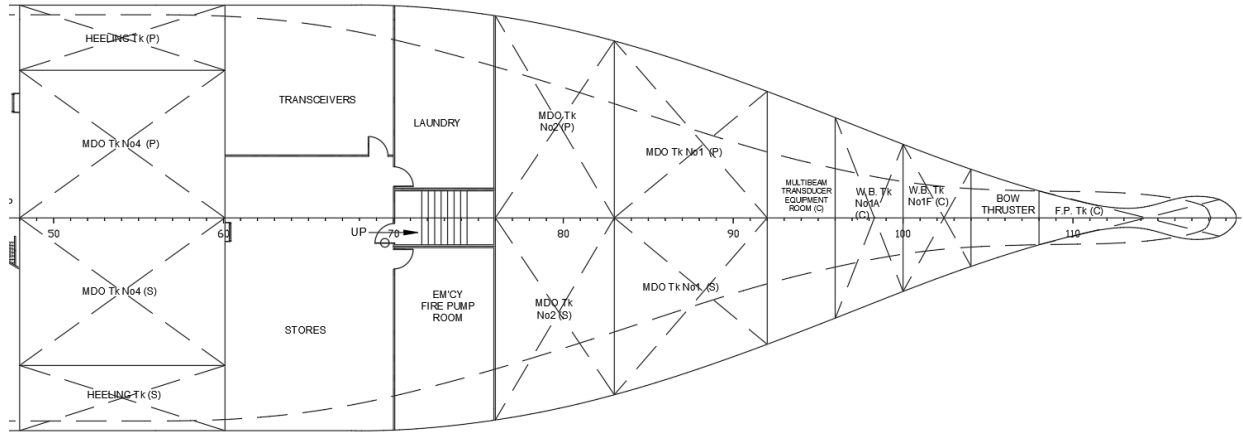 HEELING Tk (P)
TRANSCEIVERS
LAUNDRY
MDO Tk
No2 (P)
MDO Tk No4 (P)
MDO Tk No1 (P)
MULTIBEAM
TRANSDUCER
EQUIPMENT
ROOM (C)
W.B. Tk
No1A
(C)
W.B. Tk
No1F (C)
BOW
THRUSTER
F.P. Tk (C)
50
60
70
80
90
100
110
UP
MDO Tk No4 (S)
MDO Tk No1 (S)
EM'CY
FIRE PUMP
ROOM
MDO Tk
No2 (S)
STORES
HEELING Tk (S)